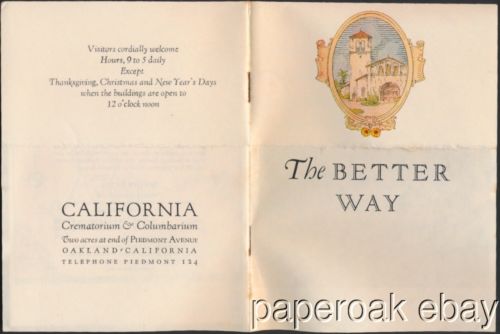 Visitors cordially welcome
Hours, 9 to 5 daily
Except
Thanksgiving, Christmas and New Year's Days
when the buildings are open to
12 o'clock noon
CALIFORNIA
Crematorium & Columbarium
Two acres at end of PIEDMONT AVENUE
OAKLAND · CALIFORNIA
TELEPHONE PIEDMONT 124
The BETTER
WAY
paperoak ebay